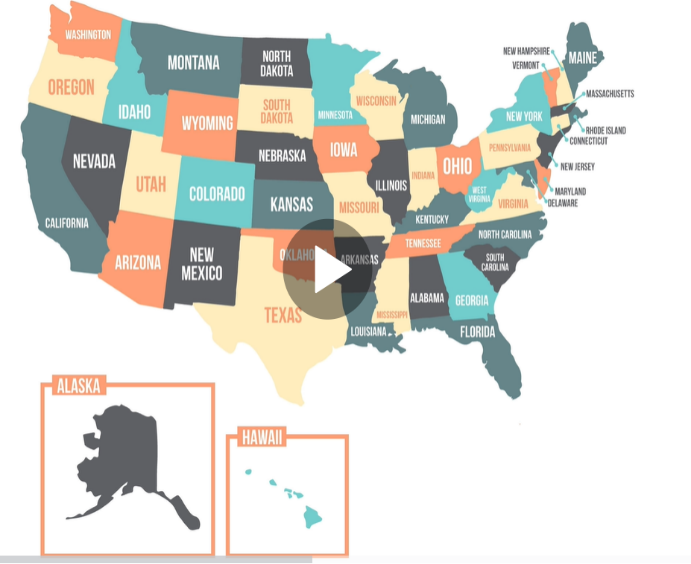 WASHINGTON
MONTANA
NORTH
DAKOTA
NEW HAMPSHIRE
VERMONT
MAINE
OREGON
IDAHO
WYOMING
SOUTH
DAKOTA
MINNESOTA
WISCONSIN
MICHIGAN
NEW YORK
MASSACHUSETTS
RHODE ISLAND
CONNECTICUT
NEVADA
UTAH
COLORADO
NEBRASKA
IOWA
ILLINOIS
INDIANA
OHIO
PENNSYLVANIA
NEW JERSEY
MARYLAND
DELAWARE
CALIFORNIA
KANSAS
MISSOURI
KENTUCKY
WEST
VIRGINIA
VIRGINIA
ARIZONA
NEW
MEXICO
OKLAHO
ARKANSAS
TENNESSEE
NORTH CAROLINA
SOUTH
CAROLINA
TEXAS
LOUISIANA
MISSISSIPPI
ALABAMA
GEORGIA
FLORIDA
ALASKA
HAWAII